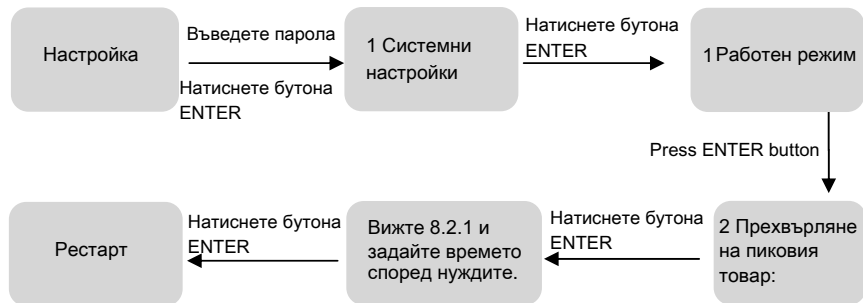 Настройка
Въведете парола
Натиснете бутона
ENTER
1 Системни
настройки
Натиснете бутона
ENTER
1 Работен режим
Press ENTER button
2 Прехвърляне
на пиковия
товар:
Натиснете бутона
ENTER
Вижте 8.2.1 и
задайте времето
според нуждите.
Натиснете бутона
ENTER
Рестарт